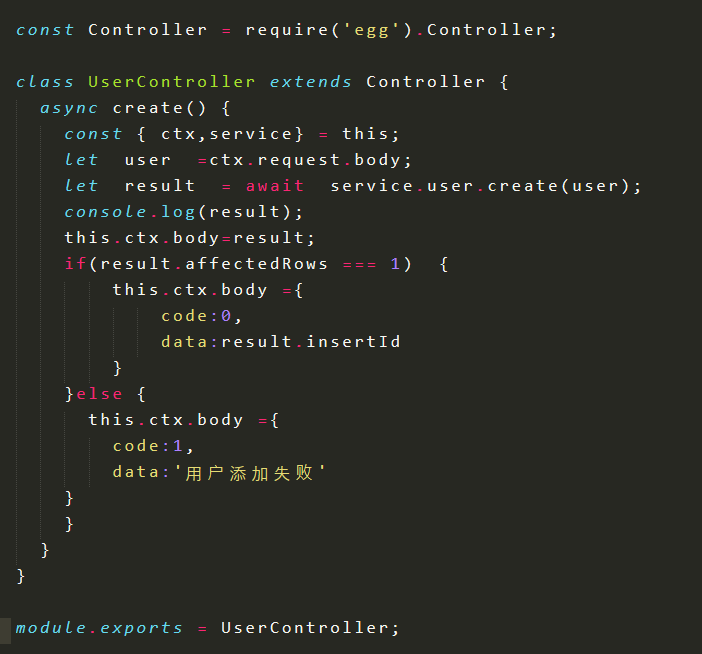 const Controller = require('egg').Controller;

class UserController extends Controller {
  async create() {
    const { ctx,service} = this;
    let  user  =ctx.request.body;
    let  result  = await  service.user.create(user);
    console.log(result);
    this.ctx.body=result;
    if(result.affectedRows === 1)  {
        this.ctx.body ={
            code:0,
            data:result.insertId
        }
    }else {
      this.ctx.body ={
        code:1,
        data:'用户添加失败'
    }
    }
  }
}

module.exports = UserController;